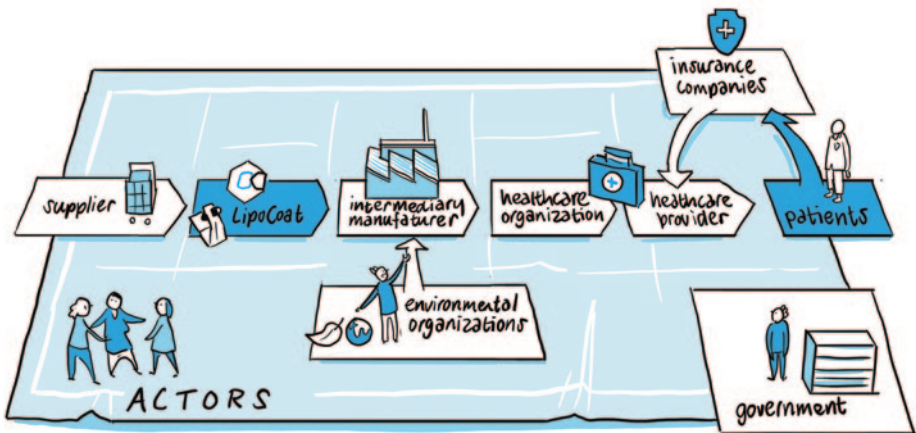 insurance
companies
supplier
LipoCoat
intermediary
manufaturer
healthcare
organization
healthcare
provider
patients
environmental
organizations
ACTORS
government